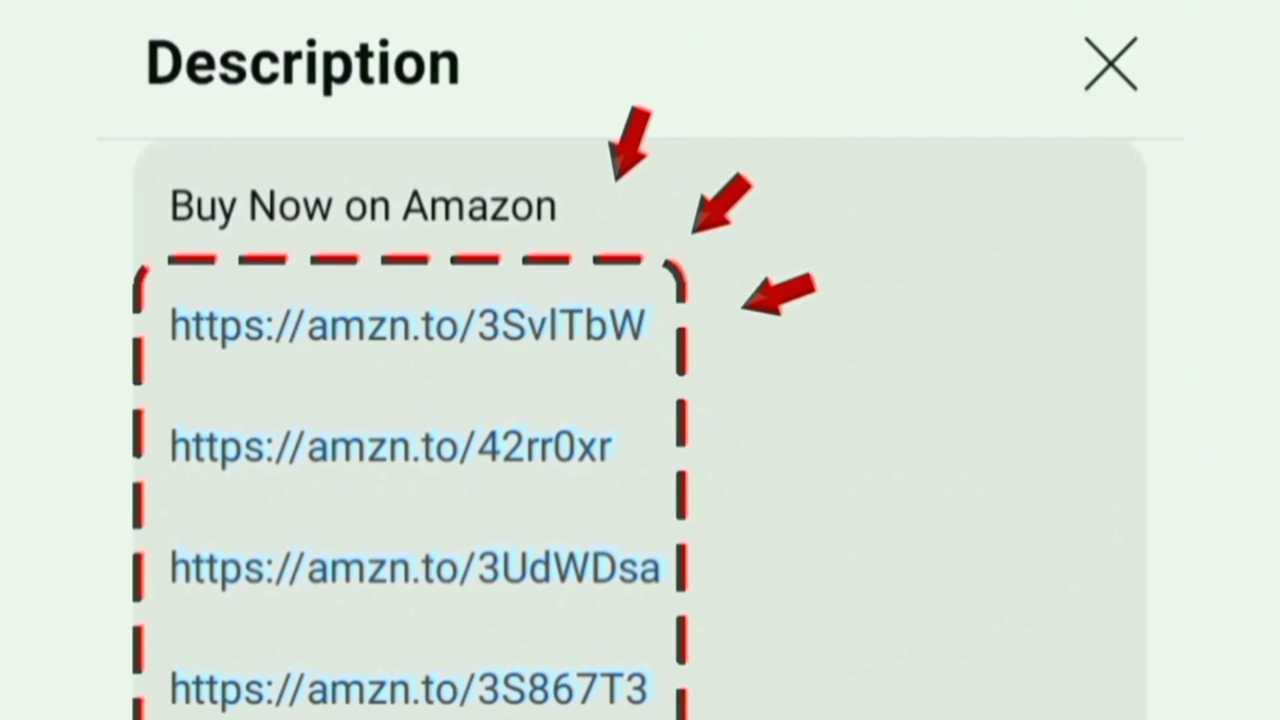 Description
Buy Now on Amazon
https://amzn.to/3SvlTbW
https://amzn.to/42rr0xr
https://amzn.to/3UdWDsa
https://amzn.to/3S867T3